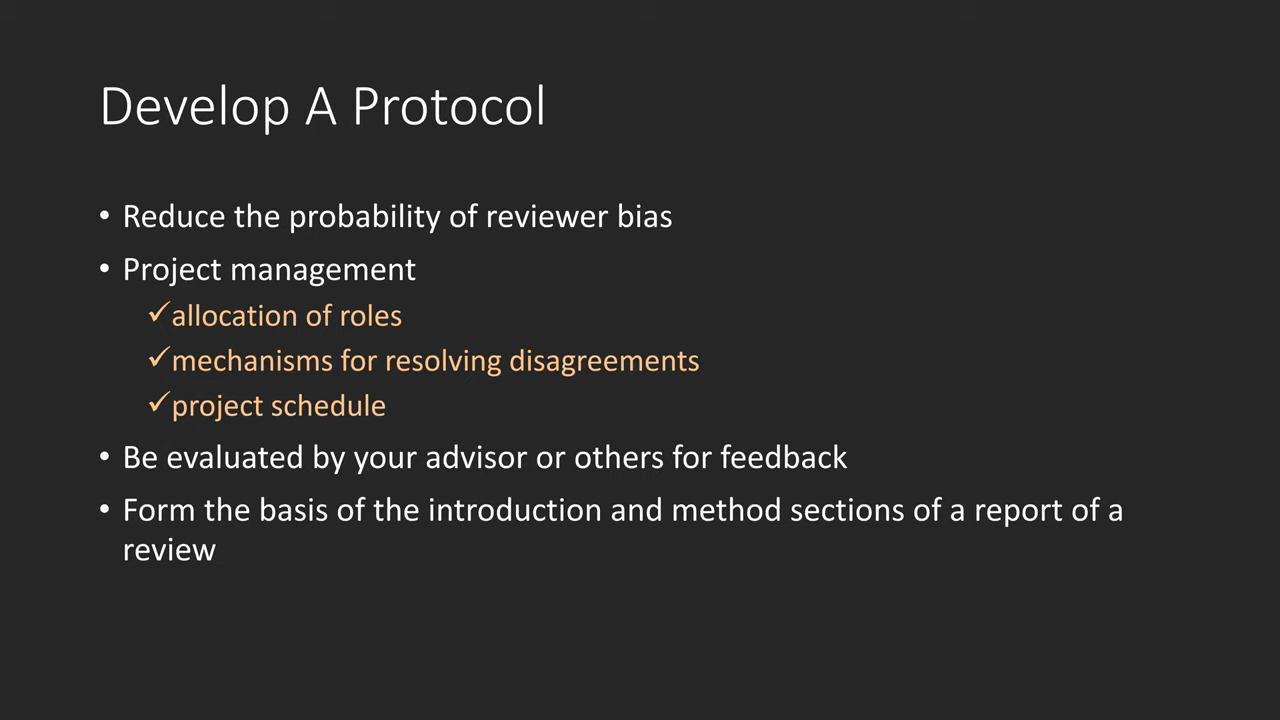 Develop A Protocol
• Reduce the probability of reviewer bias
• Project management
✓allocation of roles
✓mechanisms for resolving disagreements
✓project schedule
• Be evaluated by your advisor or others for feedback
• Form the basis of the introduction and method sections of a report of a
review